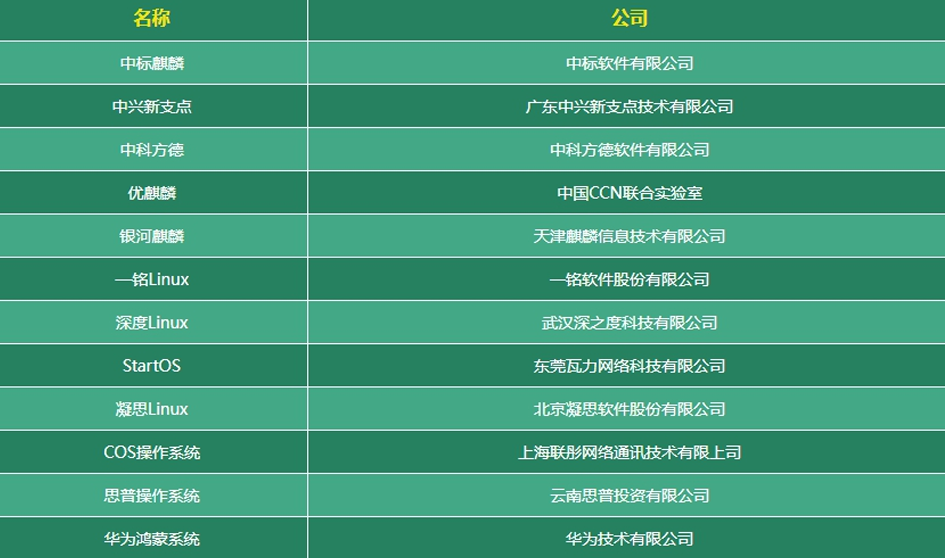 名称 公司
中标麒麟 中标软件有限公司
中兴新支点 广东中兴新支点技术有限公司
中科方德 中科方德软件有限公司
优麒麟 中国CCN联合实验室
银河麒麟 天津麒麟信息技术有限公司
一铭Linux 一铭软件股份有限公司
深度Linux 武汉深之度科技有限公司
StartOS 东莞瓦力网络科技有限公司
凝思Linux 北京凝思软件股份有限公司
COS操作系统 上海联彤网络通讯技术有限上司
思普操作系统 云南思普投资有限公司
华为鸿蒙系统 华为技术有限公司